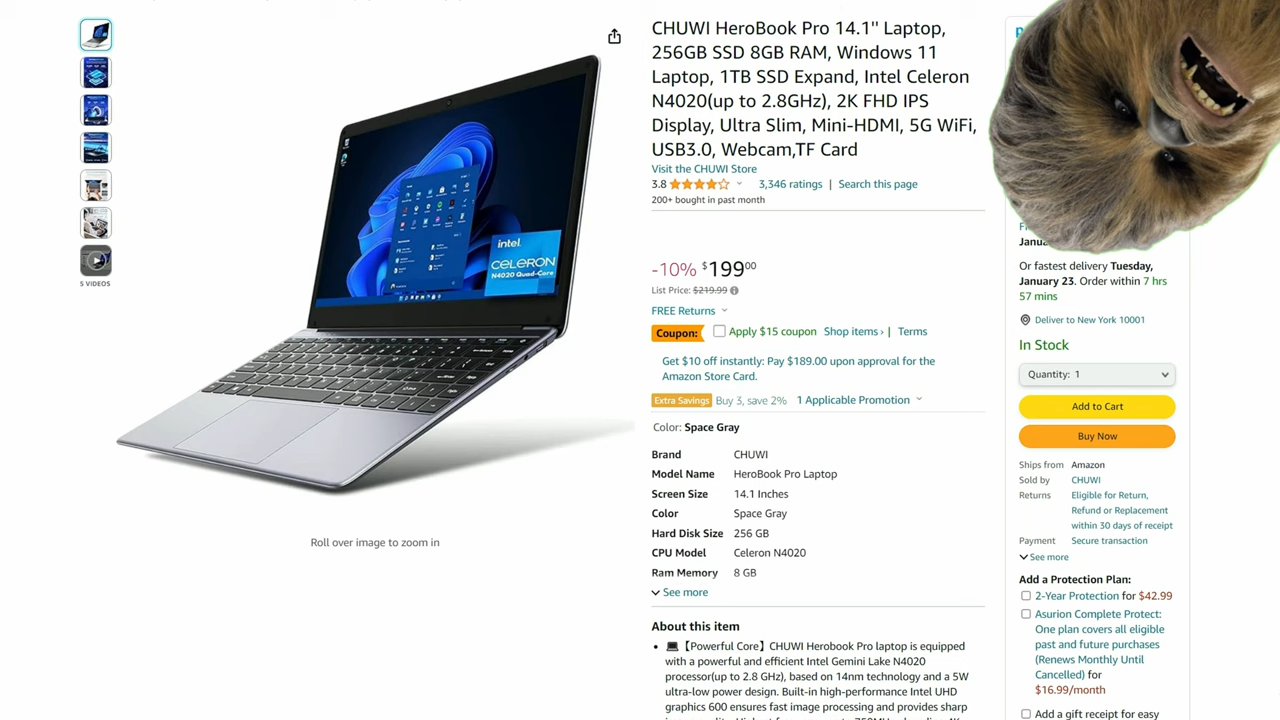 5 VIDEOS
intel.
CELERON
N4020 Quad-Core
Roll over image to zoom in
CHUWI HeroBook Pro 14.1'' Laptop,
256GB SSD 8GB RAM, Windows 11
Laptop, 1TB SSD Expand, Intel Celeron
N4020(up to 2.8GHz), 2K FHD IPS
Display, Ultra Slim, Mini-HDMI, 5G WiFi,
USB3.0, Webcam,TF Card
Visit the CHUWI Store
3.8 3,346 ratings | Search this page
200+ bought in past month
-10% $19900
List Price: $219.99
FREE Returns
Coupon: Apply $15 coupon Shop items › | Terms
Get $10 off instantly: Pay $189.00 upon approval for the
Amazon Store Card.
Extra Savings Buy 3, save 2% 1 Applicable Promotion
Color: Space Gray
Brand CHUWI
Model Name HeroBook Pro Laptop
Screen Size 14.1 Inches
Color Space Gray
Hard Disk Size 256 GB
CPU Model Celeron N4020
Ram Memory 8 GB
See more
About this item
• 💻【Powerful Core】CHUWI Herobook Pro laptop is equipped
with a powerful and efficient Intel Gemini Lake N4020
processor(up to 2.8 GHz), based on 14nm technology and a 5W
ultra-low power design. Built-in high-performance Intel UHD
graphics 600 ensures fast image processing and provides sharp
Or fastest delivery Tuesday,
January 23. Order within 7 hrs
57 mins
Deliver to New York 10001
In Stock
Quantity: 1
Add to Cart
Buy Now
Ships from Amazon
Sold by CHUWI
Returns Eligible for Return,
Refund or Replacement
within 30 days of receipt
Payment Secure transaction
See more
Add a Protection Plan:
2-Year Protection for $42.99
Asurion Complete Protect:
One plan covers all eligible
past and future purchases
(Renews Monthly Until
Cancelled) for
$16.99/month
Add a gift receipt for easy